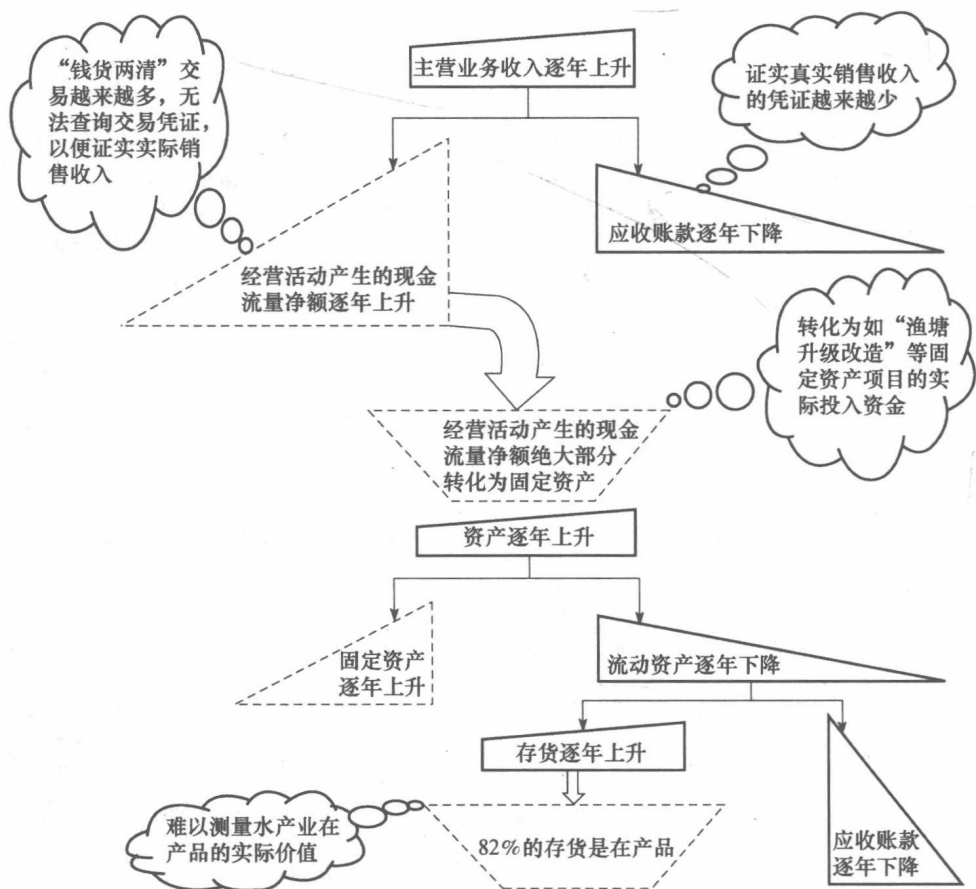 主营业务收入逐年上升
“钱货两清”交
易越来越多，无
法查询交易凭证，
以便证实实际销
售收入
证实真实销售收入
的凭证越来越少
应收账款逐年下降
经营活动产生的现金
流量净额逐年上升
转化为如“渔塘
升级改造”等固
定资产项目的实
际投入资金
经营活动产生的现金
流量净额绝大部分
转化为固定资产
资产逐年上升
固定资产
逐年上升
流动资产逐年下降
存货逐年上升
难以测量水产业在
产品的实际价值
82%的存货是在产品
应收账款
逐年下降